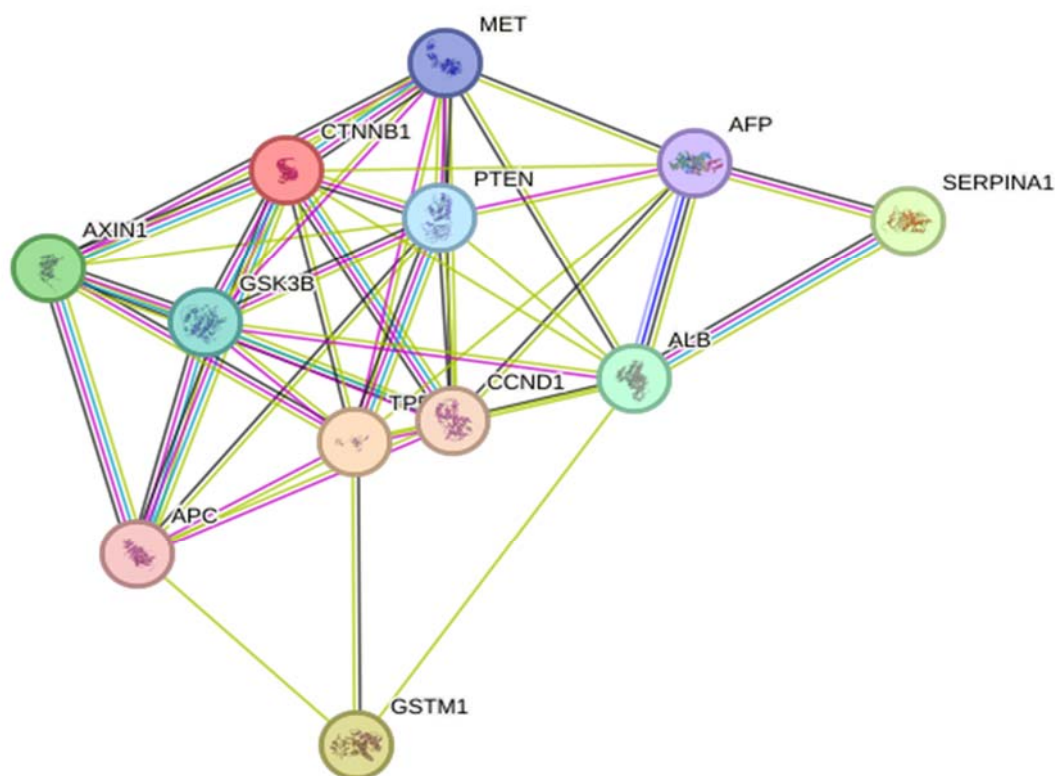 MET
CTNNB1
AFP
PTEN
SERPINA1
AXIN1
GSK3B
ALB
CCND1
APC
GSTM1